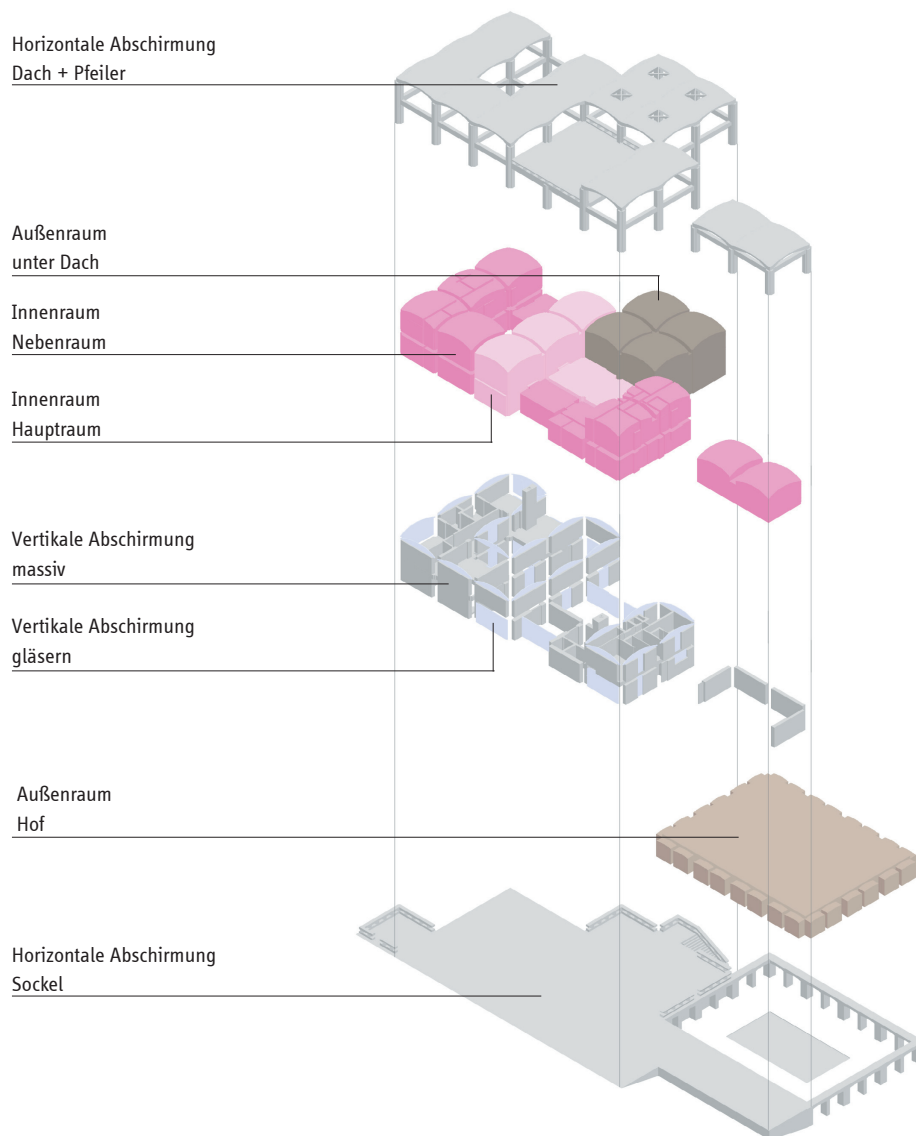 Horizontale Abschirmung
Dach + Pfeiler
Außenraum
unter Dach
Innenraum
Nebenraum
Innenraum
Hauptraum
Vertikale Abschirmung
massiv
Vertikale Abschirmung
gläsern
Außenraum
Hof
Horizontale Abschirmung
Sockel